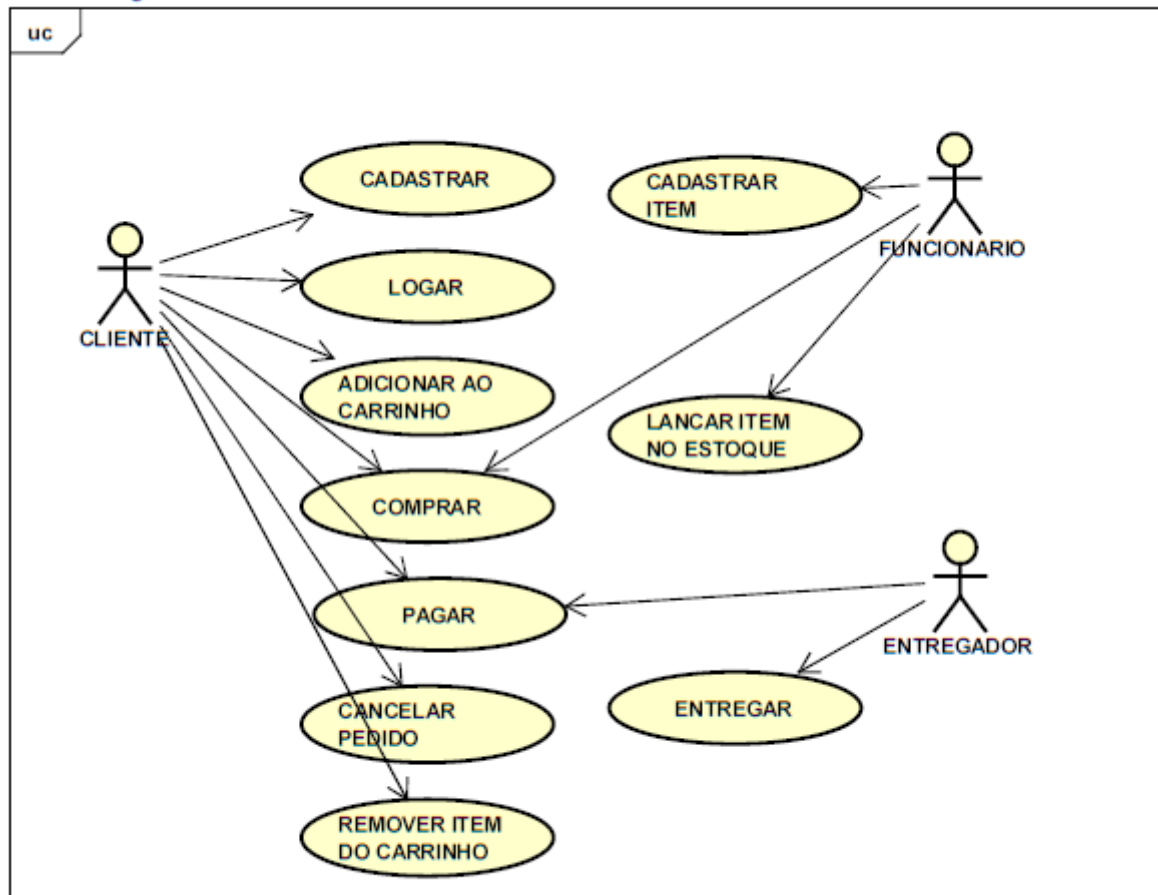 uc
CADASTRAR
CADASTRAR
ITEM
FUNCIONARIO
LOGAR
CLIENTE
ADICIONAR AO
CARRINHO
LANCAR ITEM
NO ESTOQUE
COMPRAR
PAGAR
ENTREGADOR
CANCELAR
PEDIDO
ENTREGAR
REMOVER ITEM
DO CARRINHO